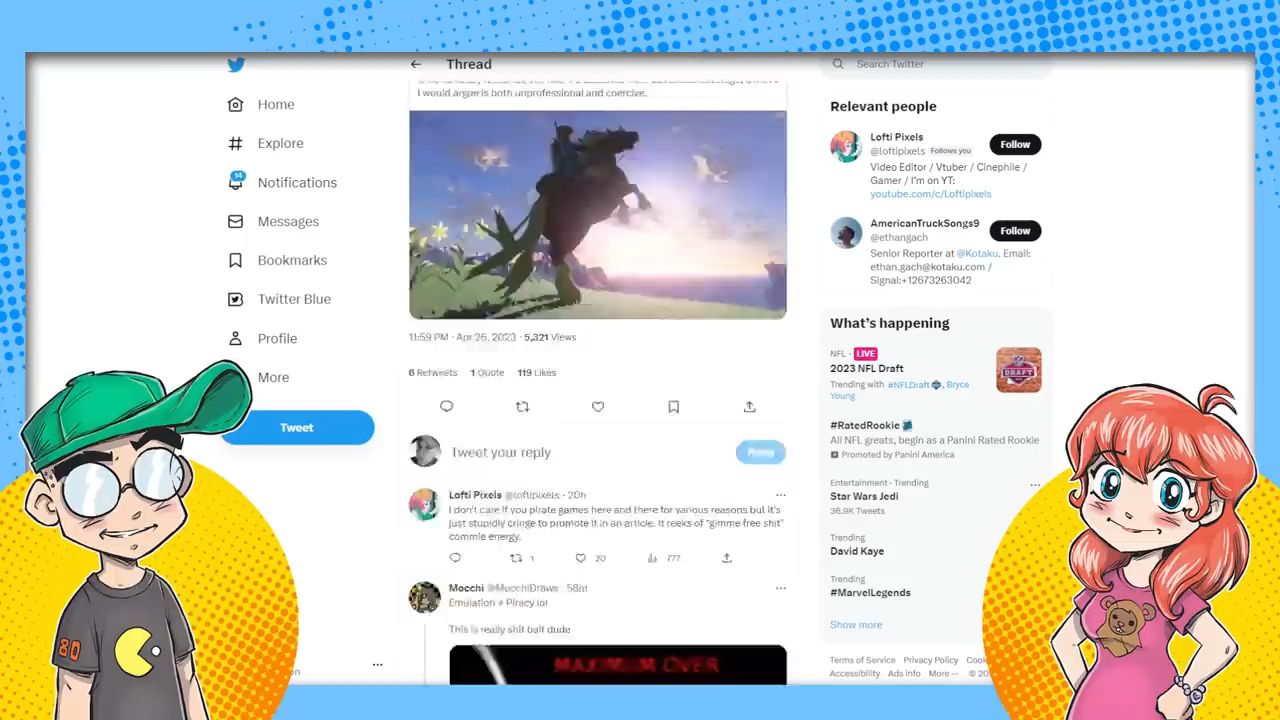 Thread
Search Twitter
Home
Explore
14
Notifications
Messages
Bookmarks
Twitter Blue
Profile
More
Tweet
I would argue is both unprofessional and coercive.
11:59 PM · Apr 26, 2023 · 5,321 Views
6 Retweets 1 Quote 119 Likes
Tweet your reply
Reply
Lofti Pixels @loftipixels · 20h
I don't care if you pirate games here and there for various reasons but it's
just stupidly cringe to promote it in an article. It reeks of "gimme free shit"
commie energy.
1 20 777
Mocchi @MocchiDraws · 58m
Emulation ≠ Piracy lol
This is really shit bait dude
MAXIMUM OVER
Relevant people
Lofti Pixels
@loftipixels Follows you
Follow
Video Editor / Vtuber / Cinephile /
Gamer / I'm on YT:
youtube.com/c/Loftipixels
AmericanTruckSongs9
@ethangach
Follow
Senior Reporter at @Kotaku. Email:
ethan.gach@kotaku.com /
Signal:+12673263042
What's happening
NFL · LIVE
2023 NFL Draft
Trending with #NFLDraft, Bryce
Young
DRAFT
#RatedRookie
All NFL greats, begin as a Panini Rated Rookie
Promoted by Panini America
Entertainment · Trending
Star Wars Jedi
36.9K Tweets
Trending
David Kaye
Trending
#MarvelLegends
Show more
Terms of Service Privacy Policy
Accessibility Ads info More
80